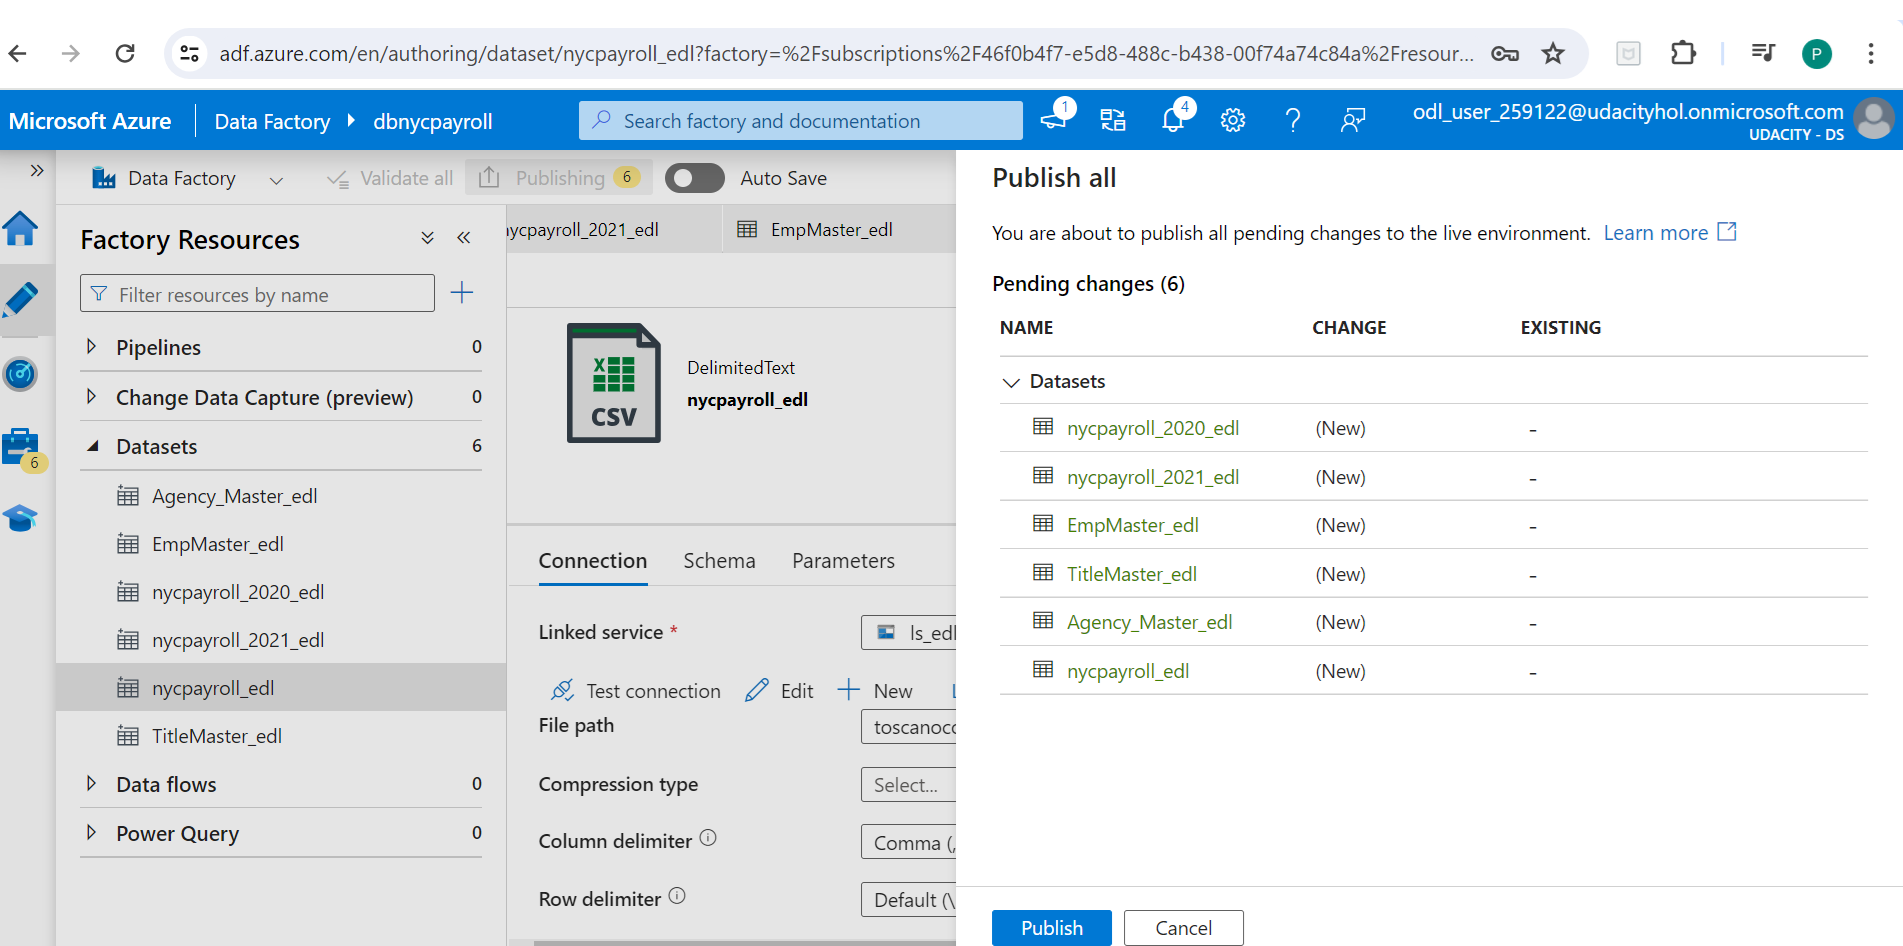 adf.azure.com/en/authoring/dataset/nycpayroll_edl?factory=%2Fsubscriptions%2F46f0b4f7-e5d8-488c-b438-00f74a74c84a%2Fresour...
P
Microsoft Azure
Data Factory
dbnycpayroll
Search factory and documentation
1
4
odl_user_259122@udacityhol.onmicrosoft.com
UDACITY - DS
Data Factory
Validate all
Publishing
6
Auto Save
Factory Resources
Filter resources by name
Pipelines 0
Change Data Capture (preview) 0
Datasets 6
6
Agency_Master_edl
EmpMaster_edl
nycpayroll_2020_edl
nycpayroll_2021_edl
nycpayroll_edl
TitleMaster_edl
Data flows 0
Power Query 0
ycpayroll_2021_edl
EmpMaster_edl
X
CSV
DelimitedText
nycpayroll_edl
Connection
Schema
Parameters
Linked service *
ls_edl
Test connection
Edit
New
File path
toscanoco
Compression type
Select...
Column delimiter
Comma (,
Row delimiter
Default (\
Publish all
You are about to publish all pending changes to the live environment. Learn more
Pending changes (6)
NAME CHANGE EXISTING
Datasets
nycpayroll_2020_edl (New) -
nycpayroll_2021_edl (New) -
EmpMaster_edl (New) -
TitleMaster_edl (New) -
Agency_Master_edl (New) -
nycpayroll_edl (New) -
Publish
Cancel